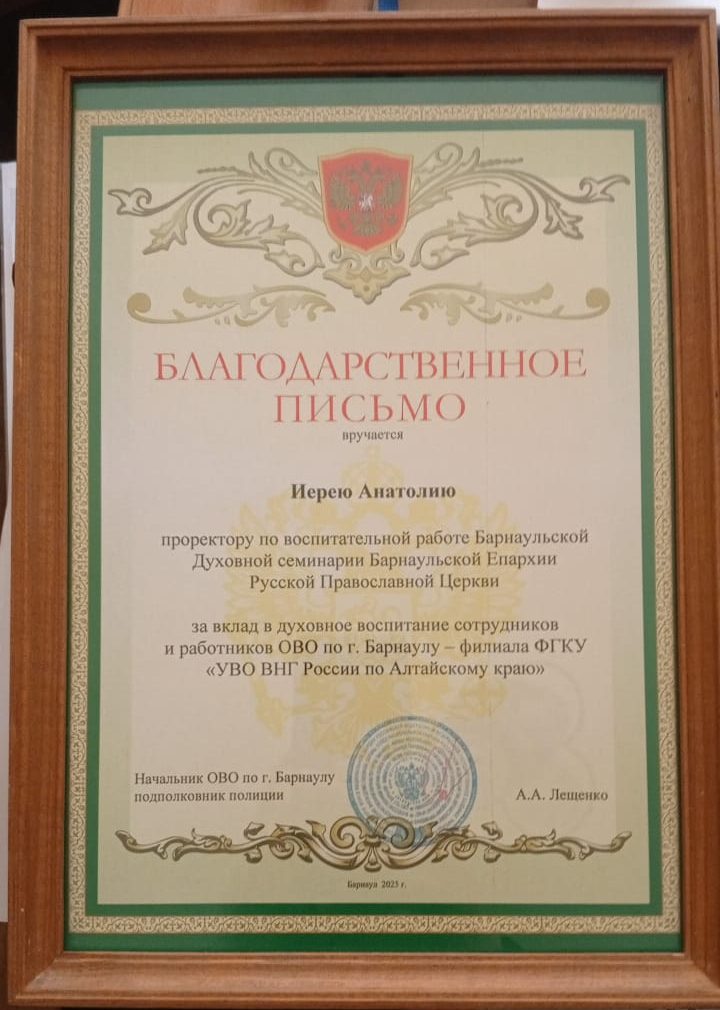 БЛАГОДАРСТВЕННОЕ
ПИСЬМО
вручается
Иерею Анатолию
проректору по воспитательной работе Барнаульской
Духовной семинарии Барнаульской Епархии
Русской Православной Церкви
за вклад в духовное воспитание сотрудников
и работников ОВО по г. Барнаулу – филиала ФГКУ
«УВО ВНГ России по Алтайскому краю»
Начальник ОВО по г. Барнаулу
подполковник полиции
А.А. Лещенко
Барнаул 2023 г.